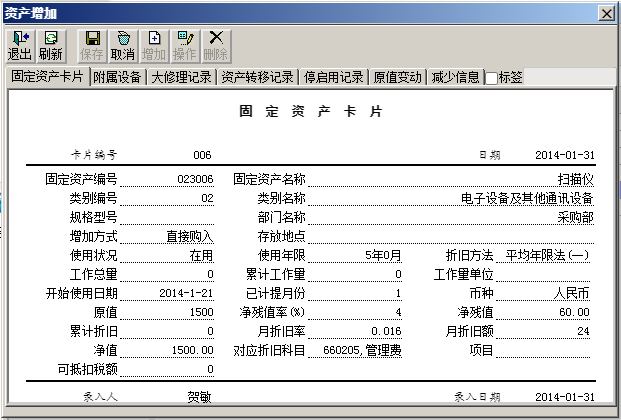 资产增加
退出 刷新 保存 取消 增加 操作 删除
固定资产卡片 附属设备 大修理记录 资产转移记录 停启用记录 原值变动 减少信息 标签
固 定 资 产 卡 片
卡片编号 006 日期 2014-01-31
固定资产编号 023006 固定资产名称 扫描仪
类别编号 02 类别名称 电子设备及其他通讯设备
规格型号 部门名称 采购部
增加方式 直接购入 存放地点
使用状况 在用 使用年限 5年0月 折旧方法 平均年限法(一)
工作总量 0 累计工作量 0 工作量单位
开始使用日期 2014-1-21 已计提月份 1 币种 人民币
原值 1500 净残值率(%) 4 净残值 60.00
累计折旧 0 月折旧率 0.016 月折旧额 24
净值 1500.00 对应折旧科目 660205,管理费 项目
可抵扣税额 0
录入人 贺敏 录入日期 2014-01-31